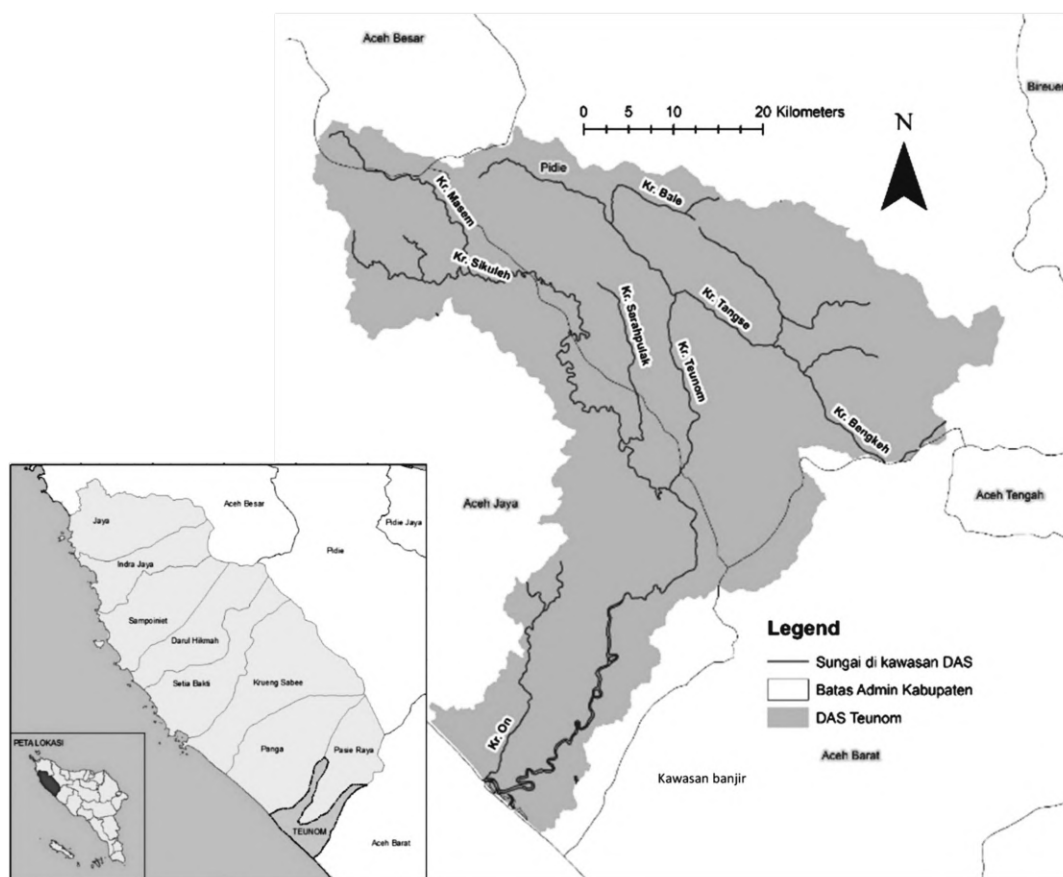 Aceh Besar
Bireuen
0 5 10 20 Kilometers
N
Pidie
Kr. Bale
Kr. Masem
Kr. Sikuleh
Kr. Sarahpulak
Kr. Tangse
Kr. Teunom
Kr. Bengkeh
Aceh Jaya
Aceh Tengah
Legend
Sungai di kawasan DAS
Batas Admin Kabupaten
DAS Teunom
Aceh Barat
Kr. On
Kawasan banjir
Jaya
Aceh Besar
Pidie Jaya
Pidie
Indra Jaya
Sampoiniet
Darul Hikmah
Setia Bakti
Krueng Sabee
Panga
Pasie Raya
TEUNOM
Aceh Barat
PETA LOKASI